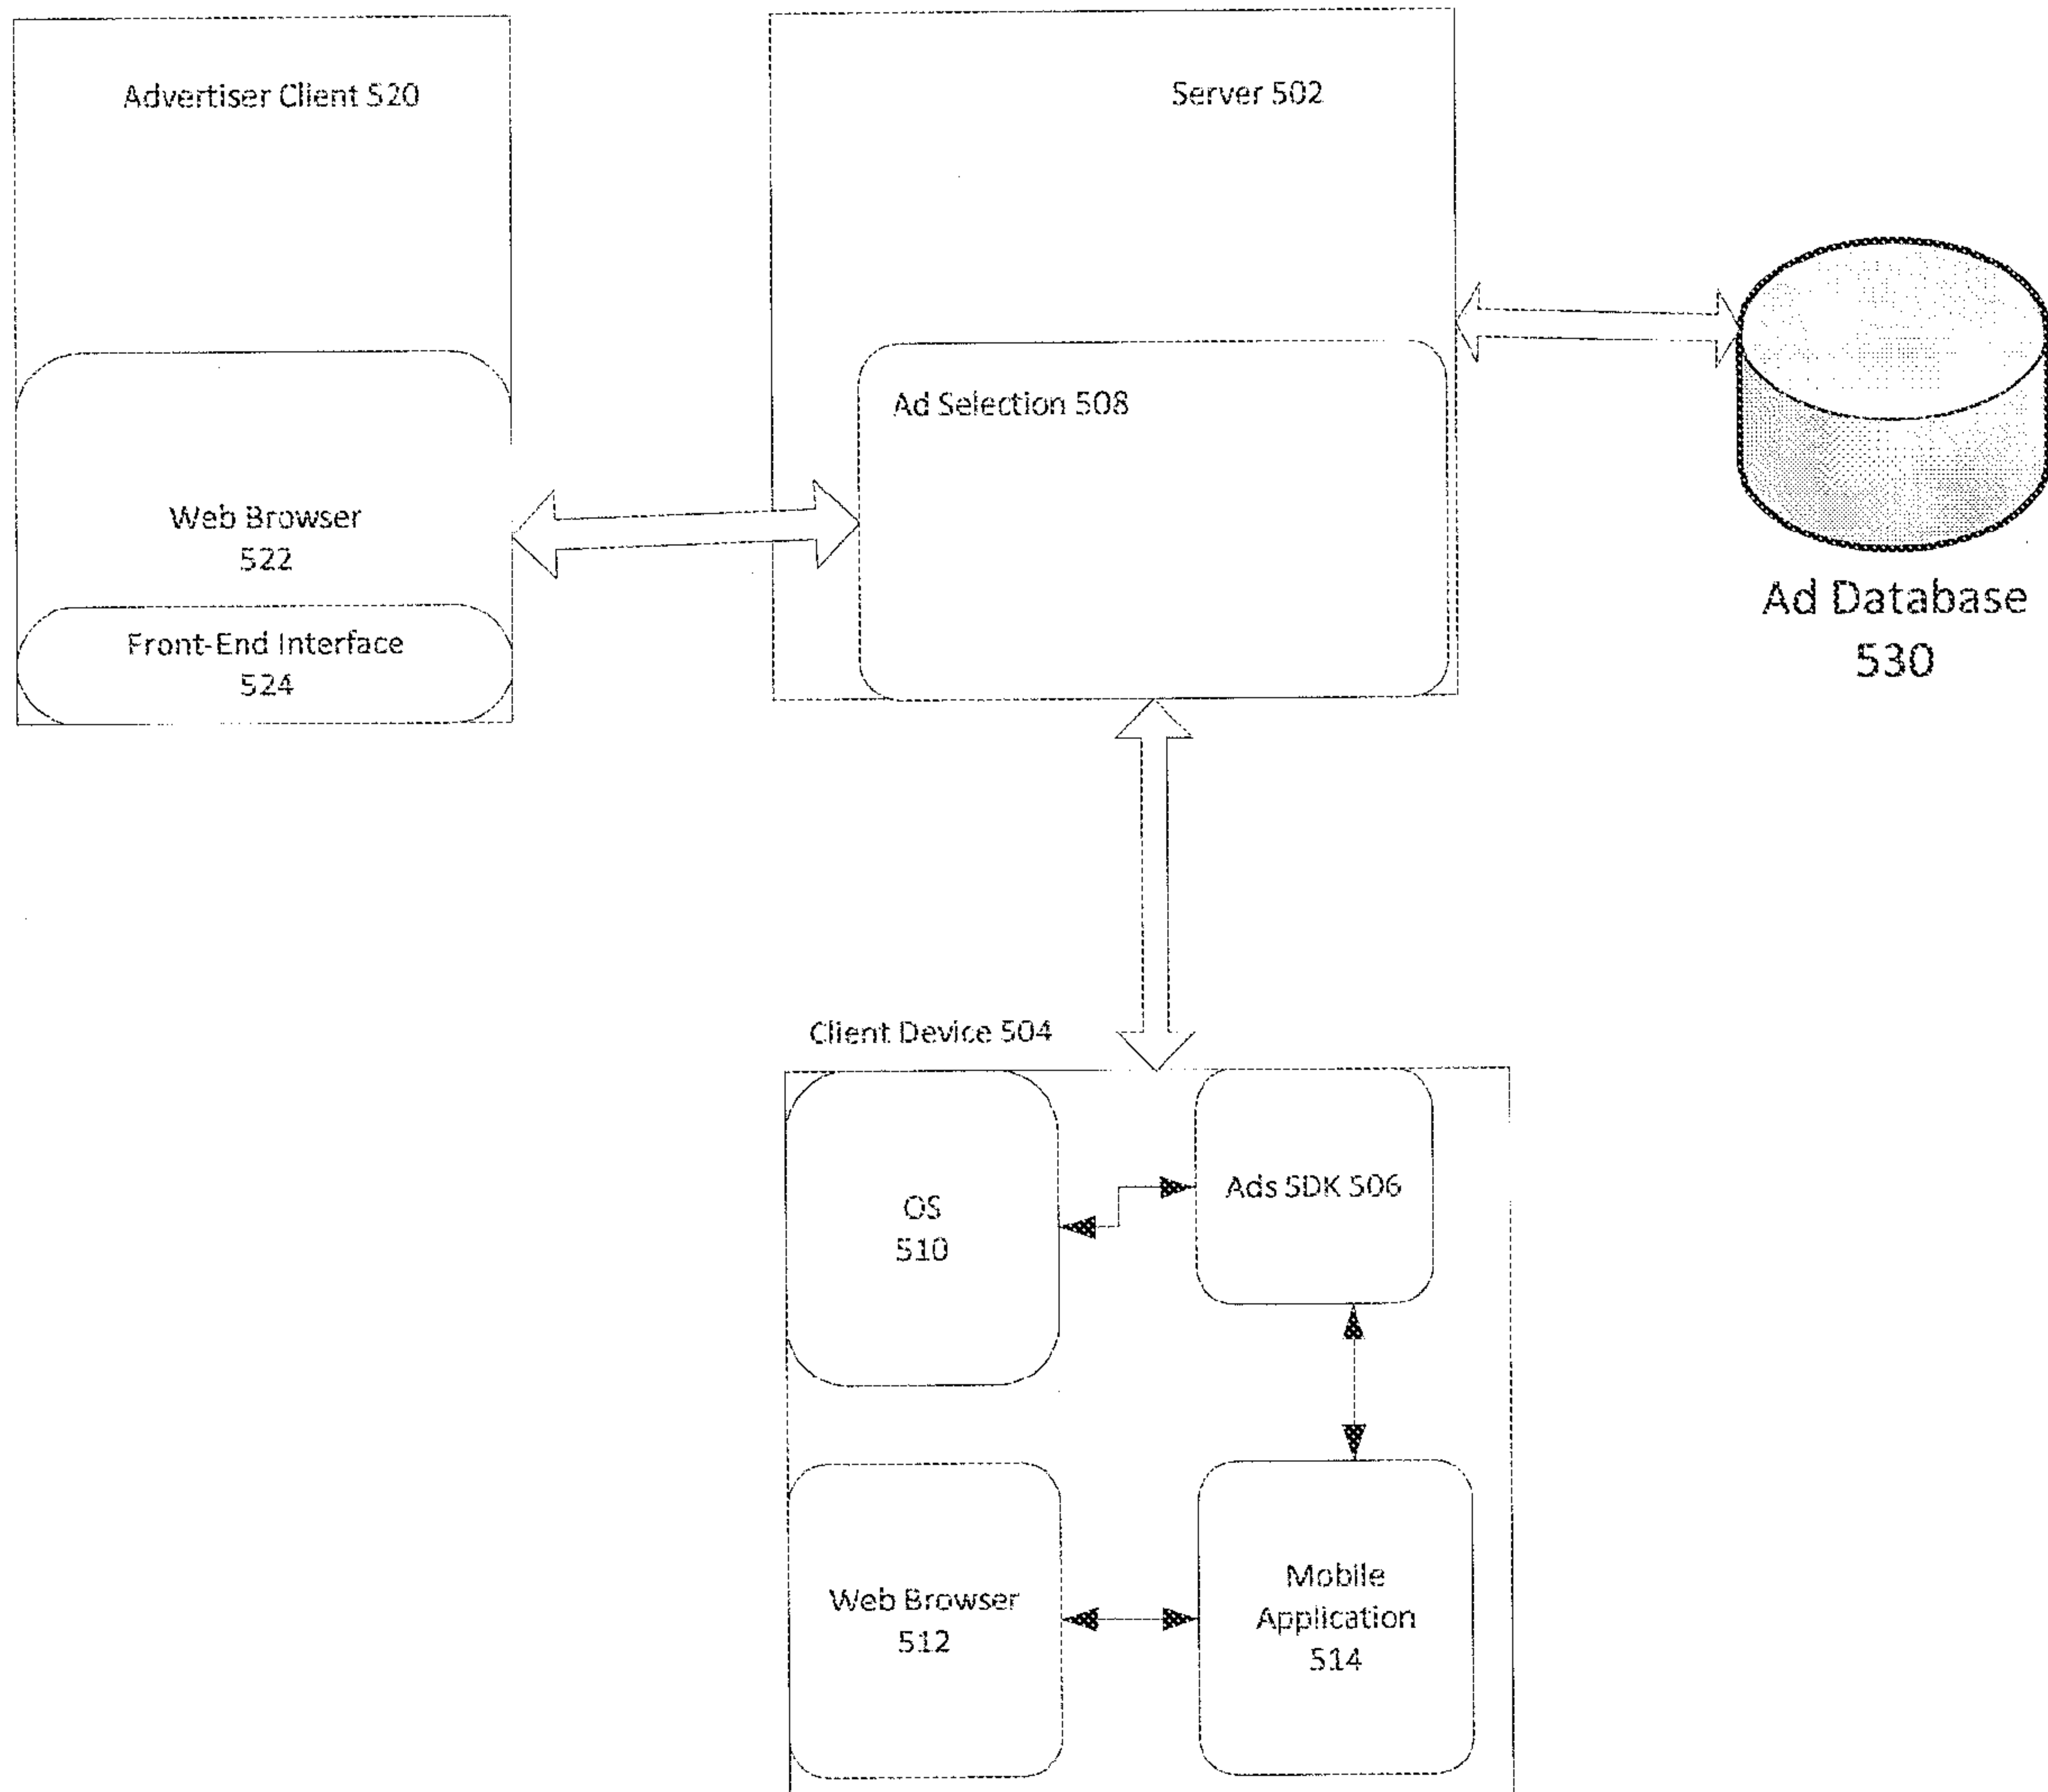 Advertiser Client 520
Server 502
Ad Selection 508
Web Browser
522
Front-End Interface
524
Ad Database
530
Client Device 504
OS
510
Ads SDK 506
Web Browser
512
Mobile
Application
514